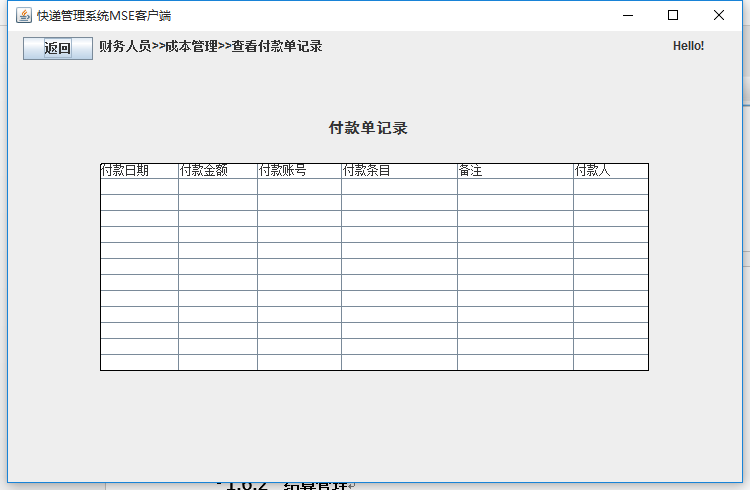 快递管理系统MSE客户端
返回 财务人员>>成本管理>>查看付款单记录 Hello!
付款单记录
付款日期 付款金额 付款账号 付款条目 备注 付款人
1.6.2 结算管理